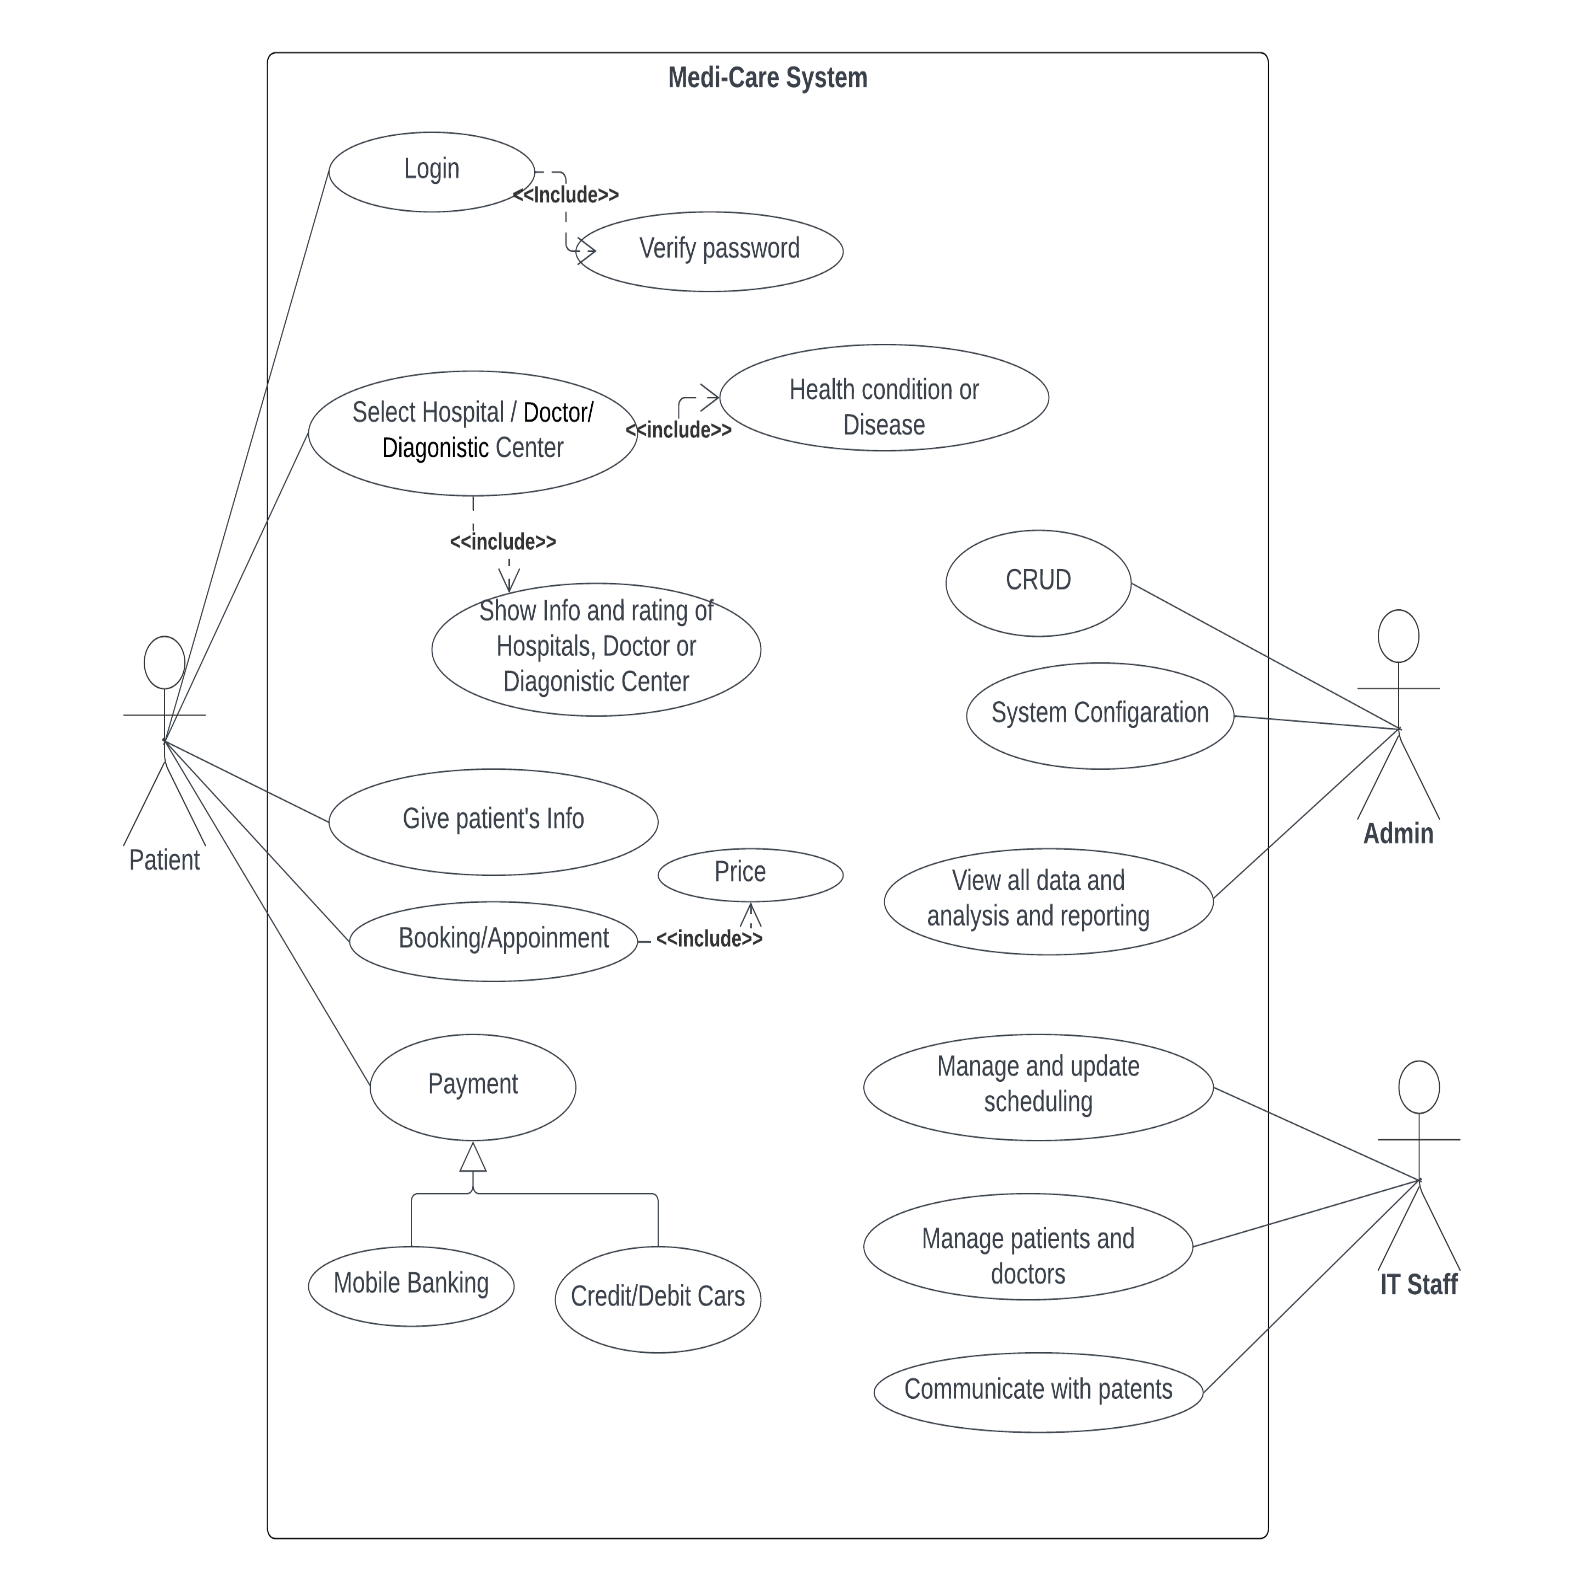 Medi-Care System
Login
<<Include>>
Verify password
Health condition or
Disease
Select Hospital / Doctor/
Diagonistic Center
<<include>>
<<include>>
Show Info and rating of
Hospitals, Doctor or
Diagonistic Center
CRUD
System Configaration
Admin
Patient
Give patient's Info
Price
Booking/Appoinment
<<include>>
View all data and
analysis and reporting
Payment
Manage and update
scheduling
Mobile Banking
Credit/Debit Cars
Manage patients and
doctors
IT Staff
Communicate with patents